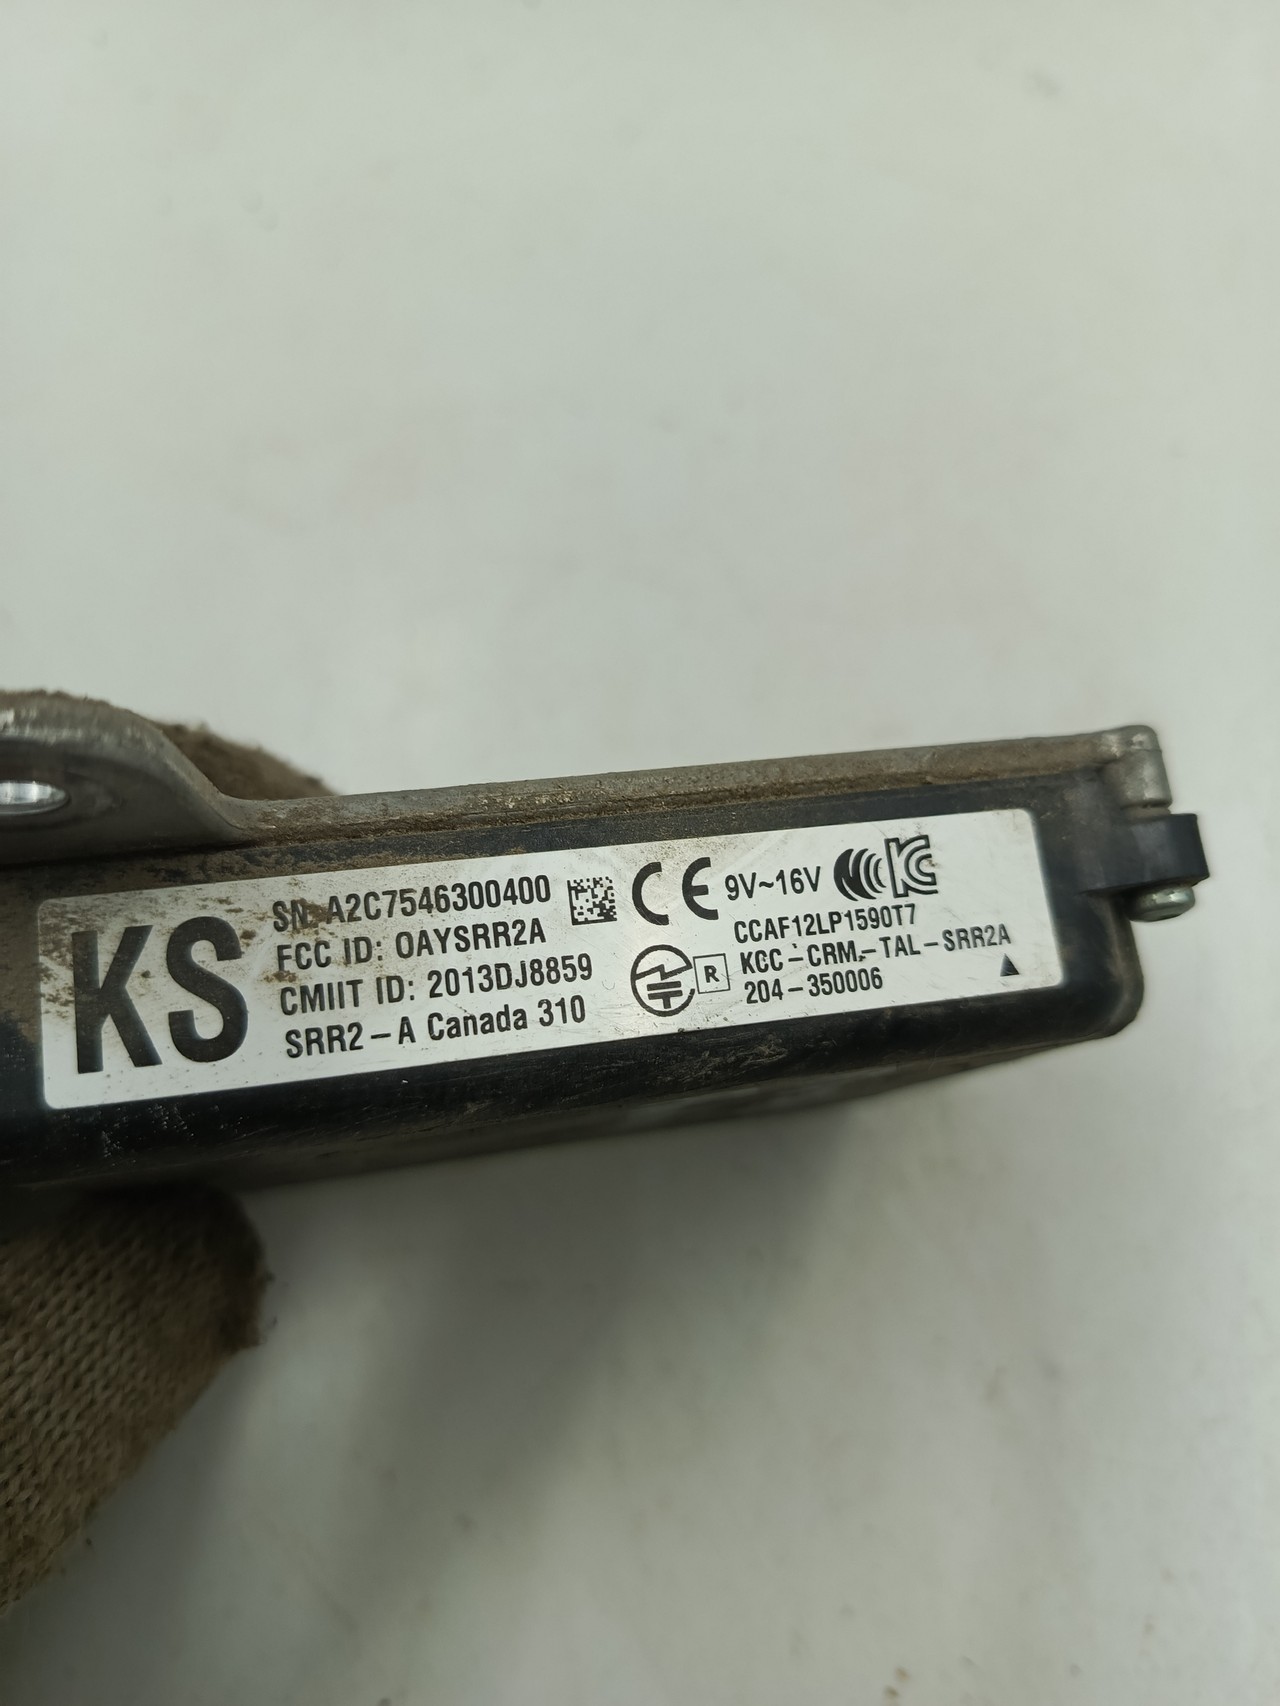 KS
SN: A2C7546300400
FCC ID: OAYSRR2A
CMIIT ID: 2013DJ8859
SRR2-A Canada 310
CE 9V~16V
CCAF12LP1590T7
R KCC-CRM-TAL-SRR2A
204-350006